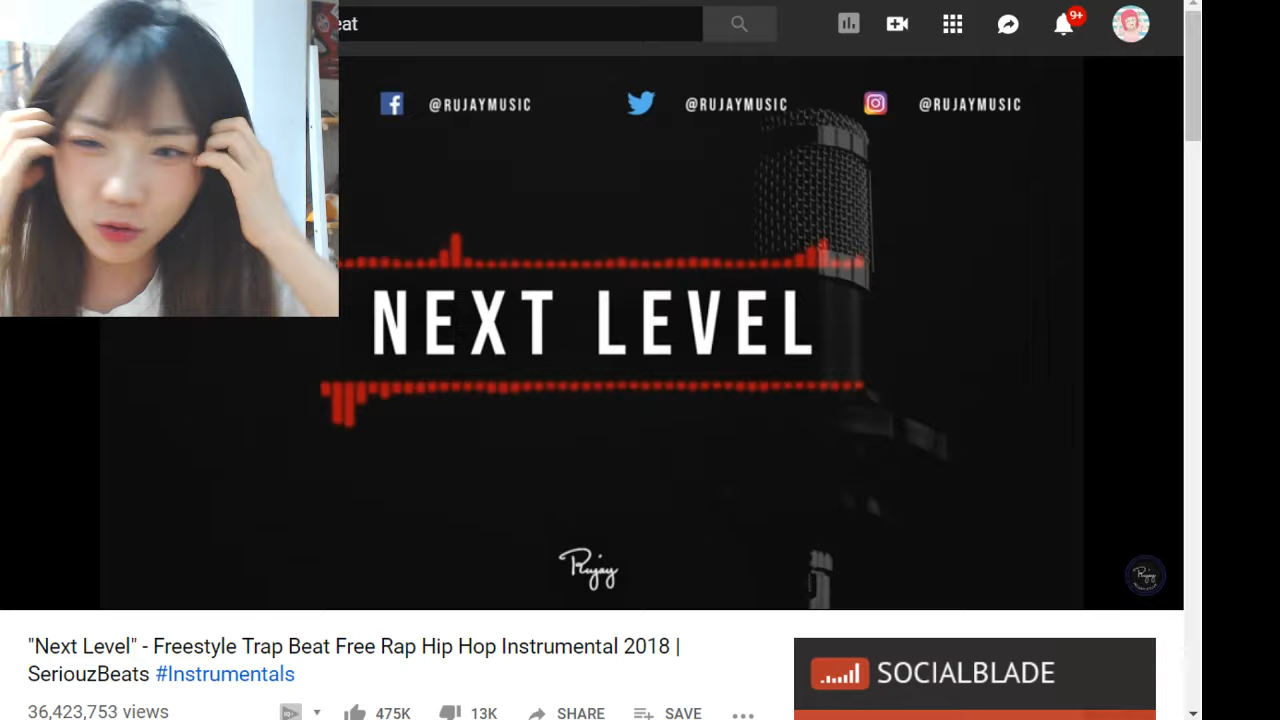 eat
9+
@RUJAYMUSIC
@RUJAYMUSIC
@RUJAYMUSIC
NEXT LEVEL
Rujay
Rujay
"Next Level" - Freestyle Trap Beat Free Rap Hip Hop Instrumental 2018 |
SeriouzBeats #Instrumentals
36,423,753 views
475K
13K
SHARE
SAVE
SOCIALBLADE